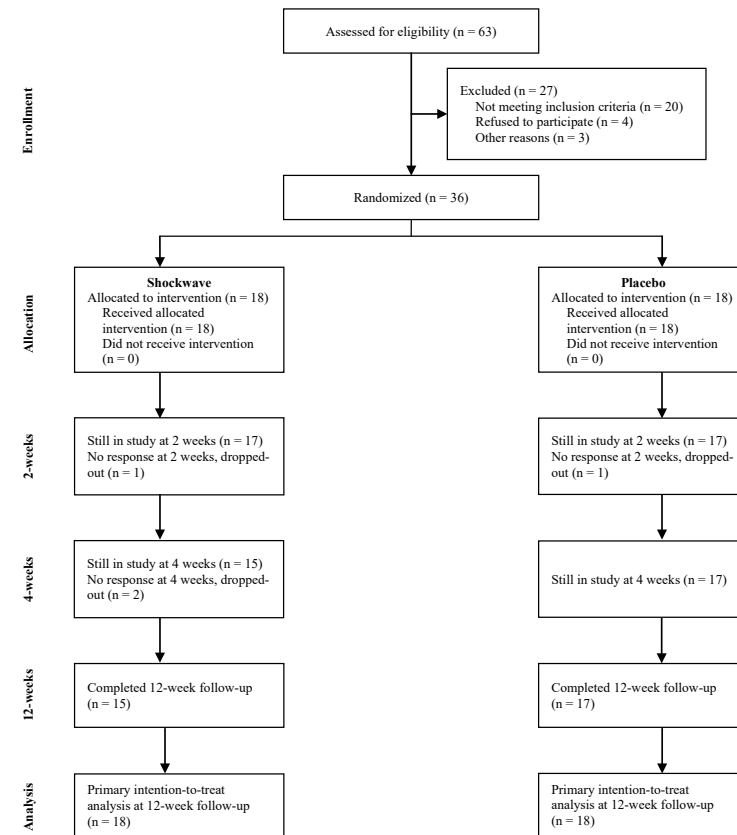 Assessed for eligibility (n = 63)
Enrollment
Excluded (n = 27)
Not meeting inclusion criteria (n = 20)
Refused to participate (n = 4)
Other reasons (n = 3)
Randomized (n = 36)
Allocation
Shockwave
Allocated to intervention (n = 18)
Received allocated
intervention (n = 18)
Did not receive intervention
(n = 0)
Placebo
Allocated to intervention (n = 18)
Received allocated
intervention (n = 18)
Did not receive intervention
(n = 0)
2-weeks
Still in study at 2 weeks (n = 17)
No response at 2 weeks, dropped-
out (n = 1)
Still in study at 2 weeks (n = 17)
No response at 2 weeks, dropped-
out (n = 1)
4-weeks
Still in study at 4 weeks (n = 15)
No response at 4 weeks, dropped-
out (n = 2)
Still in study at 4 weeks (n = 17)
12-weeks
Completed 12-week follow-up
(n = 15)
Completed 12-week follow-up
(n = 17)
Analysis
Primary intention-to-treat
analysis at 12-week follow-up
(n = 18)
Primary intention-to-treat
analysis at 12-week follow-up
(n = 18)